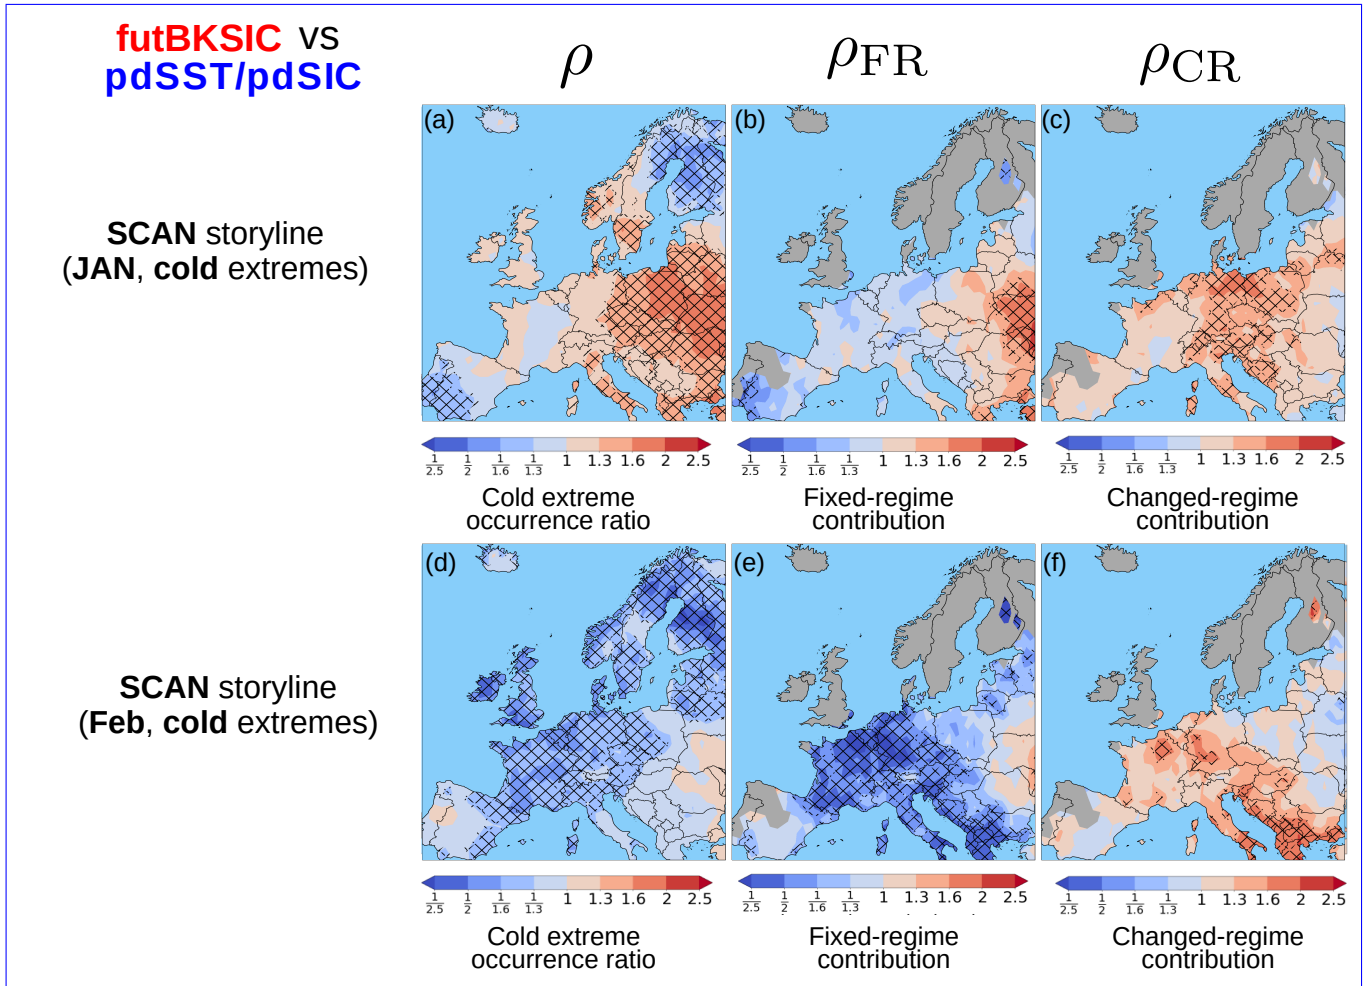 futBKSIC vs
pdSST/pdSIC
ρ
ρFR
ρCR
SCAN storyline
(JAN, cold extremes)
(a)
(b)
(c)
1/2.5 1/2 1/1.6 1/1.3 1 1.3 1.6 2 2.5
1/2.5 1/2 1/1.6 1/1.3 1 1.3 1.6 2 2.5
1/2.5 1/2 1/1.6 1/1.3 1 1.3 1.6 2 2.5
Cold extreme
occurrence ratio
Fixed-regime
contribution
Changed-regime
contribution
SCAN storyline
(Feb, cold extremes)
(d)
(e)
(f)
1/2.5 1/2 1/1.6 1/1.3 1 1.3 1.6 2 2.5
1/2.5 1/2 1/1.6 1/1.3 1 1.3 1.6 2 2.5
1/2.5 1/2 1/1.6 1/1.3 1 1.3 1.6 2 2.5
Cold extreme
occurrence ratio
Fixed-regime
contribution
Changed-regime
contribution